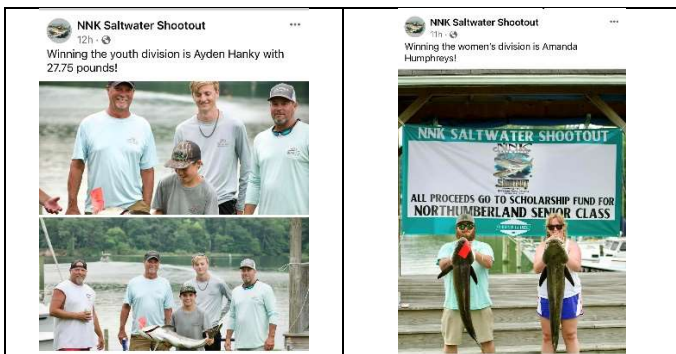 NNK Saltwater Shootout
12h
Winning the youth division is Ayden Hanky with
27.75 pounds!
NNK Saltwater Shootout
11h
Winning the women's division is Amanda
Humphreys!
NNK SALTWATER SHOOTOUT
NNK
SHOOTOUT
ALL PROCEEDS GO TO SCHOLARSHIP FUND FOR
NORTHUMBERLAND SENIOR CLASS